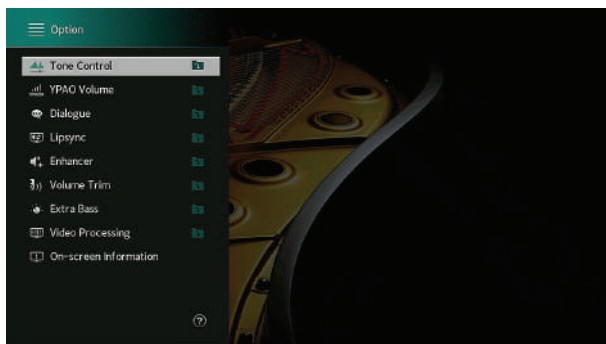 Option
Tone Control
YPAO Volume
Dialogue
Lipsync
Enhancer
Volume Trim
Extra Bass
Video Processing
On-screen Information
?